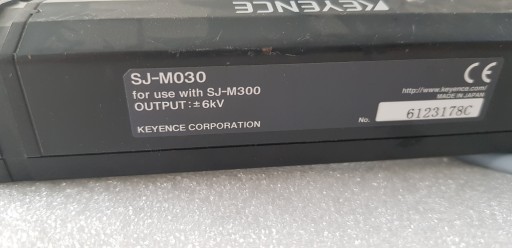 KEYENCE
SJ-M030
for use with SJ-M300
OUTPUT:±6kV
KEYENCE CORPORATION
CE
http://www.keyence.com/
MADE IN JAPAN
No. 6123178C